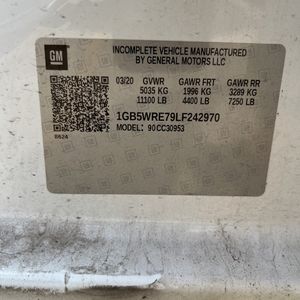 GM
INCOMPLETE VEHICLE MANUFACTURED
BY GENERAL MOTORS LLC
03/20 GVWR GAWR FRT GAWR RR
5035 KG 1996 KG 3289 KG
11100 LB 4400 LB 7250 LB
1GB5WRE79LF242970
MODEL: 90CC30953
8624